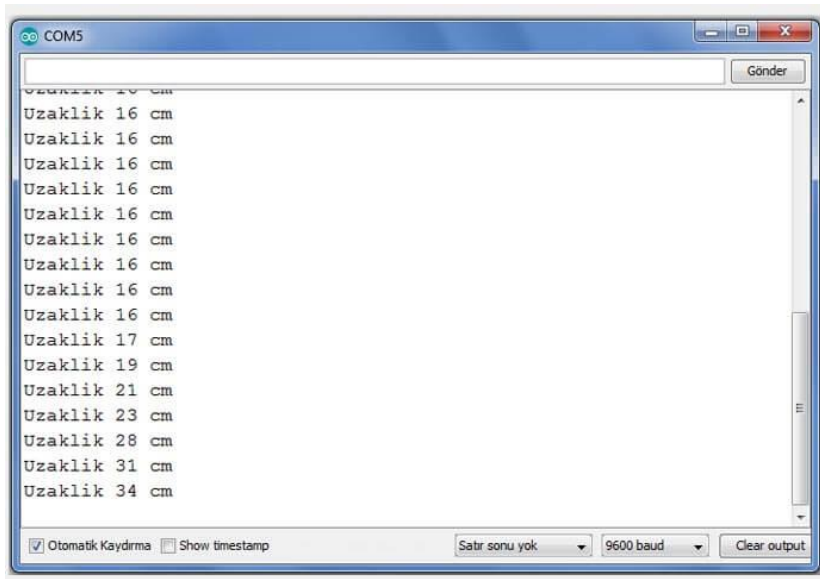 COM5
Gönder
Uzaklik 16 cm
Uzaklik 16 cm
Uzaklik 16 cm
Uzaklik 16 cm
Uzaklik 16 cm
Uzaklik 16 cm
Uzaklik 16 cm
Uzaklik 16 cm
Uzaklik 16 cm
Uzaklik 16 cm
Uzaklik 17 cm
Uzaklik 19 cm
Uzaklik 21 cm
Uzaklik 23 cm
Uzaklik 28 cm
Uzaklik 31 cm
Uzaklik 34 cm
Otomatik Kaydırma Show timestamp Satır sonu yok 9600 baud Clear output